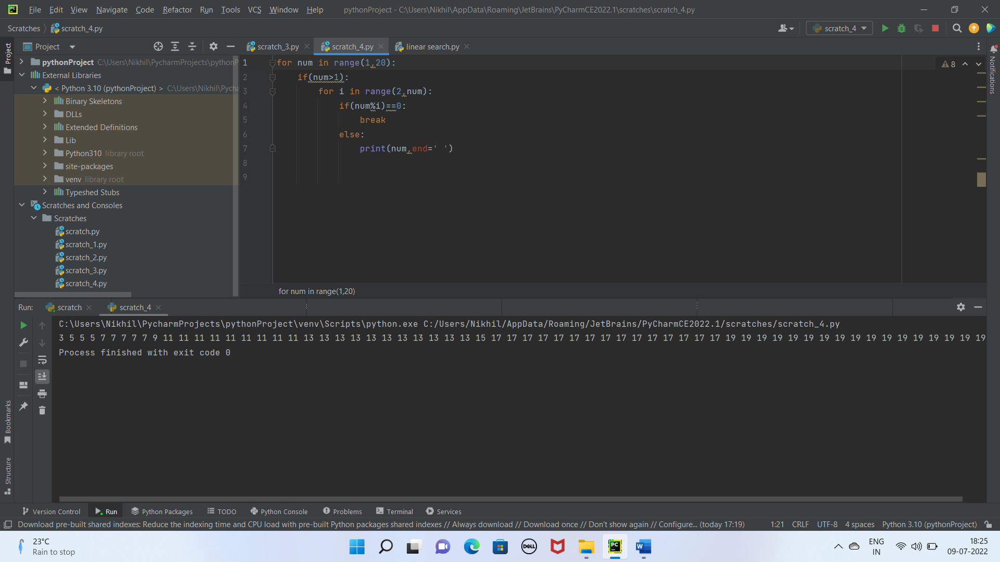 File Edit View Navigate Code Refactor Run Tools VCS Window Help pythonProject - C:\Users\Nikhil\AppData\Roaming\JetBrains\PyCharmCE2022.1\scratches\scratch_4.py
Scratches scratch_4.py scratch_4
Project
Project scratch_3.py scratch_4.py linear search.py
pythonProject C:\Users\Nikhil\PycharmProjects\pythonP
External Libraries
< Python 3.10 (pythonProject) > C:\Users\Nikhil\Pycha
Binary Skeletons
DLLs
Extended Definitions
Lib
Python310 library root
site-packages
venv library root
Typeshed Stubs
Scratches and Consoles
Scratches
scratch.py
scratch_1.py
scratch_2.py
scratch_3.py
scratch_4.py
1 for num in range(1,20):
2 if(num>1):
3 for i in range(2,num):
4 if(num%i)==0:
5 break
6 else:
7 print(num,end=' ')
8
9
8
Notifications
for num in range(1,20)
Run: scratch scratch_4
C:\Users\Nikhil\PycharmProjects\pythonProject\venv\Scripts\python.exe C:/Users/Nikhil/AppData/Roaming/JetBrains/PyCharmCE2022.1/scratches/scratch_4.py
3 5 5 5 7 7 7 7 7 9 11 11 11 11 11 11 11 11 11 13 13 13 13 13 13 13 13 13 13 13 15 17 17 17 17 17 17 17 17 17 17 17 17 17 17 17 19 19 19 19 19 19 19 19 19 19 19 19 19 19 19 19 19
Process finished with exit code 0
Bookmarks
Structure
Version Control Run Python Packages TODO Python Console Problems Terminal Services
Download pre-built shared indexes: Reduce the indexing time and CPU load with pre-built Python packages shared indexes // Always download // Download once // Don't show again // Configure... (today 17:19) 1:21 CRLF UTF-8 4 spaces Python 3.10 (pythonProject)
23°C
Rain to stop
DELL
PC
W
ENG
IN
18:25
09-07-2022